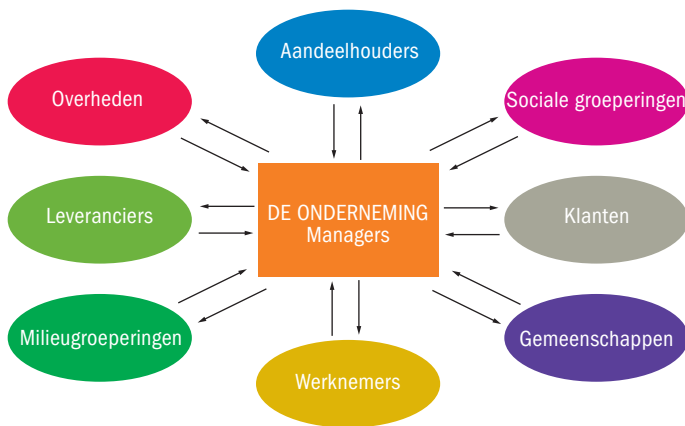 Aandeelhouders
Overheden
Sociale groeperingen
DE ONDERNEMING
Managers
Leveranciers
Klanten
Milieugroeperingen
Gemeenschappen
Werknemers